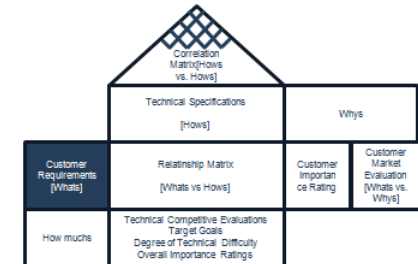 Correlation
Matrix[Hows
vs. Hows]
Technical Specifications
[Hows]
Whys
Customer
Requirements
[Whats]
Relatinship Matrix
[Whats vs Hows]
Customer
Importan
ce Rating
Customer
Market
Evaluation
[Whats vs.
Whys]
How muchs
Technical Competitive Evaluations
Target Goals
Degree of Technical Difficulty
Overall Importance Ratings